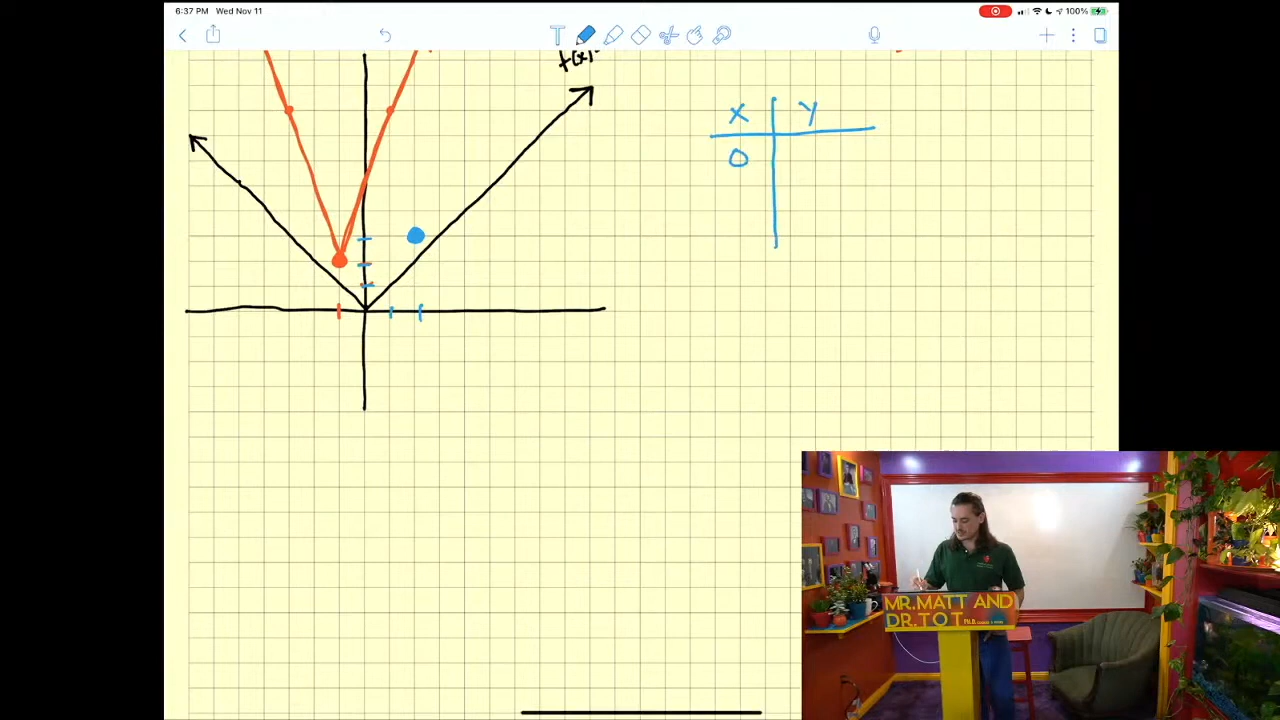 6:37 PM Wed Nov 11
100%
T
f(x)
X Y
0
MR. MATT AND
DR. TOT